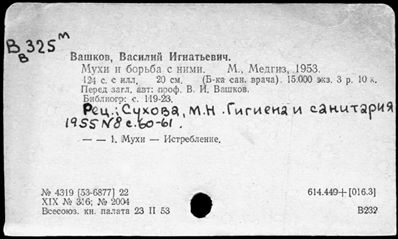 В 325 м
в
Вашков, Василий Игнатьевич.
Мухи и борьба с ними. М., Медгиз, 1953.
124 с. с илл, 20 см. (Б-ка сан. врача). 15.000 экз. 3 р. 10 к.
Перед загл. авт: проф. В. И. Вашков.
Библиогр: с. 119-23.
Рец.: Сухова, М.Н. Гигиена и санитария
1955 N8 с.60-61.
— — 1. Мухи — Истребление.
№ 4319 [53-6877] 22
614.449+[016.3]
XIX № 336; № 2004
Всесоюз. кн. палата 23 II 53
В232